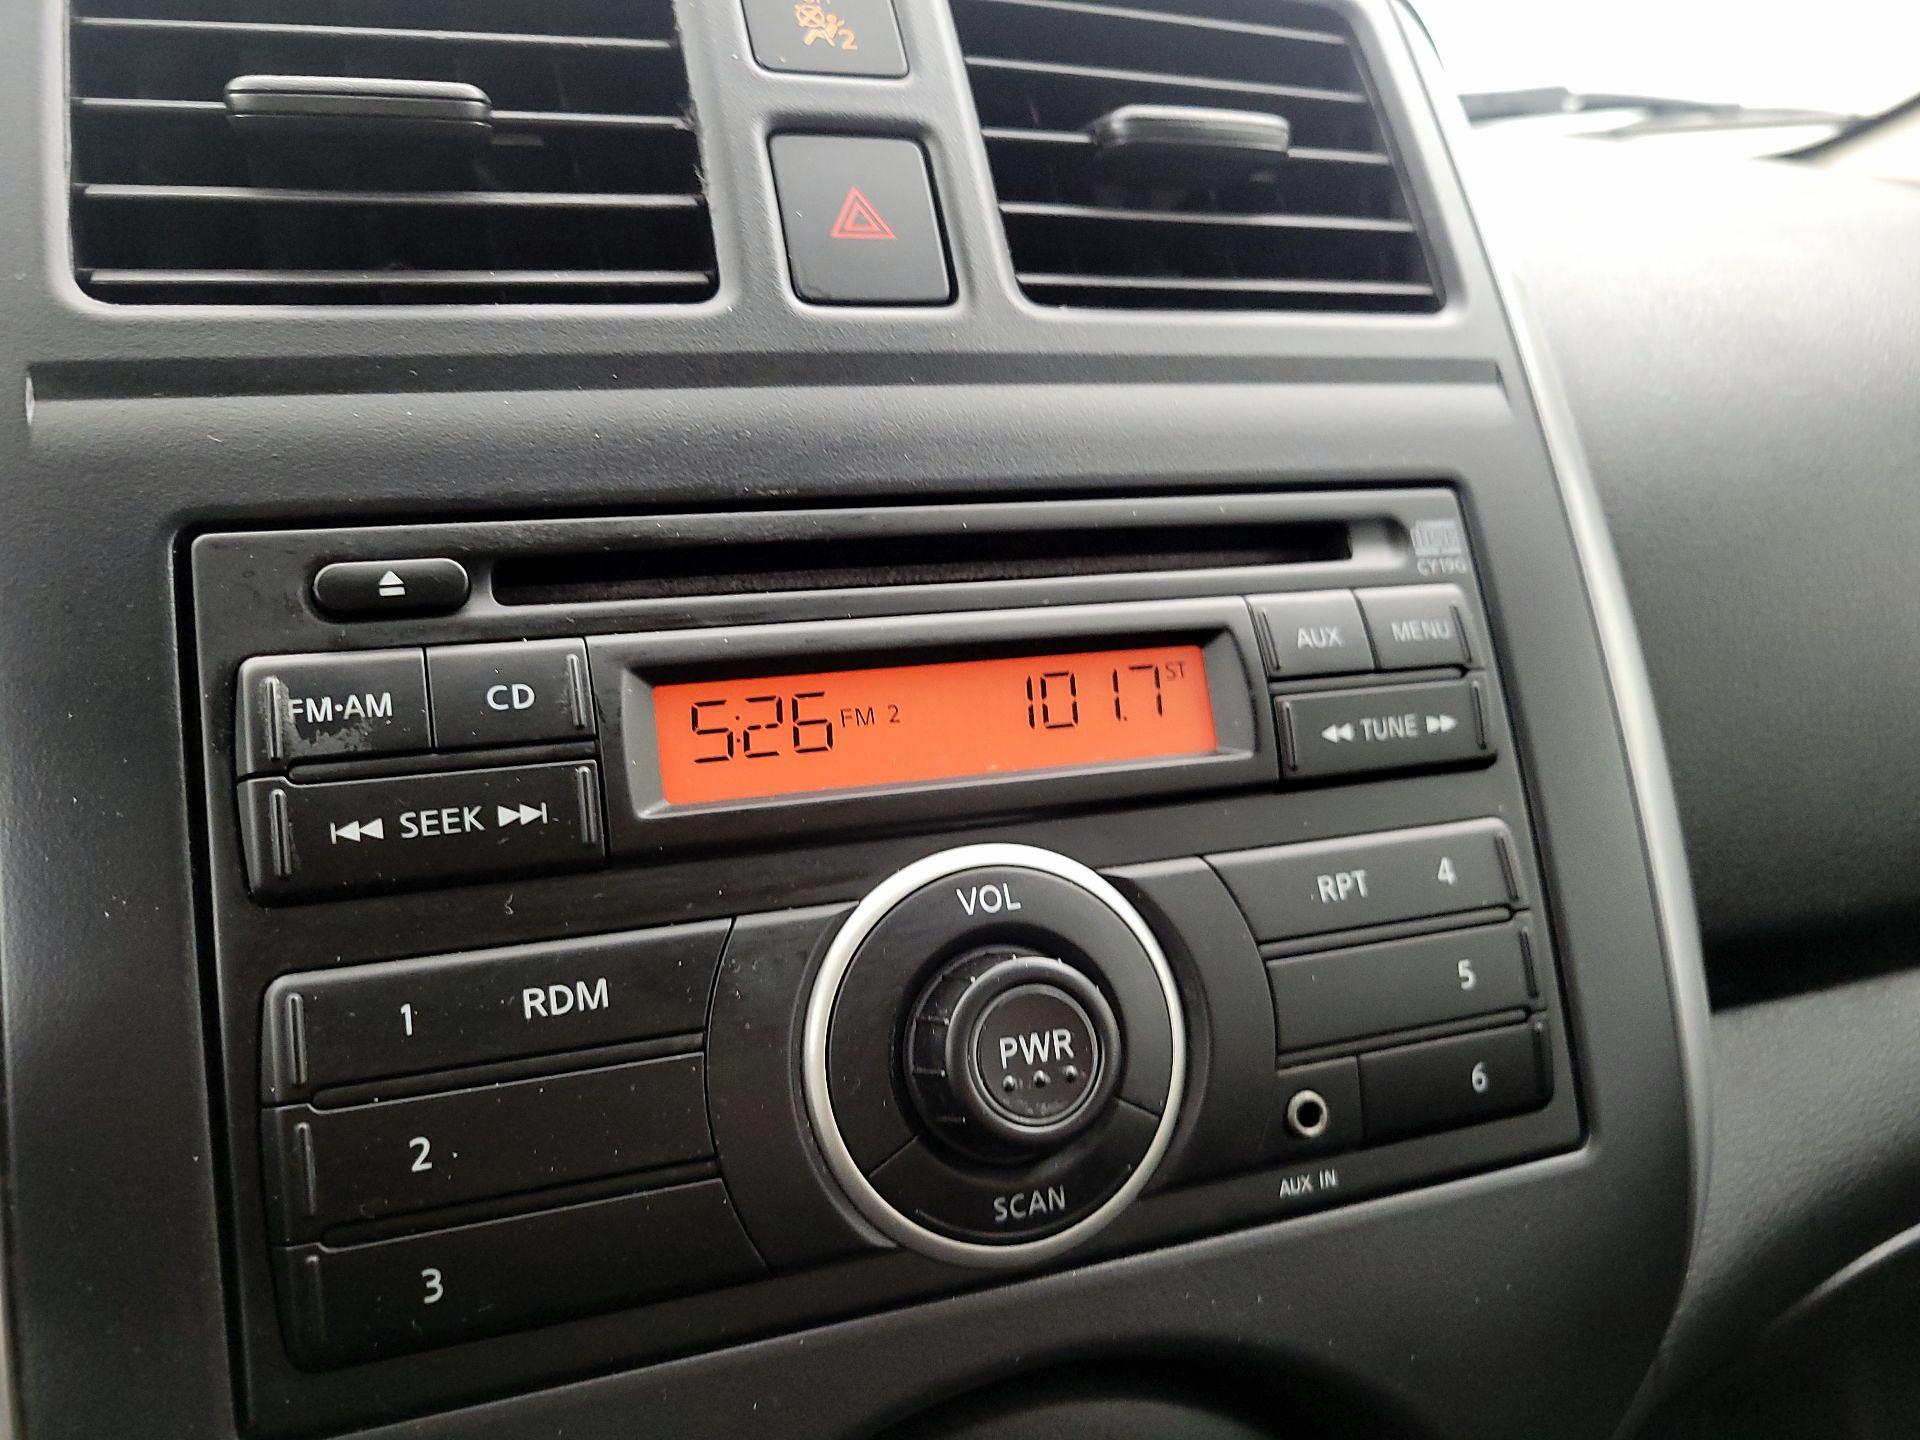 2
CY19G
FM·AM
CD
5:26 FM 2 101.7 ST
AUX
MENU
SEEK
TUNE
VOL
PWR
SCAN
1 RDM
2
3
RPT 4
5
6
AUX IN